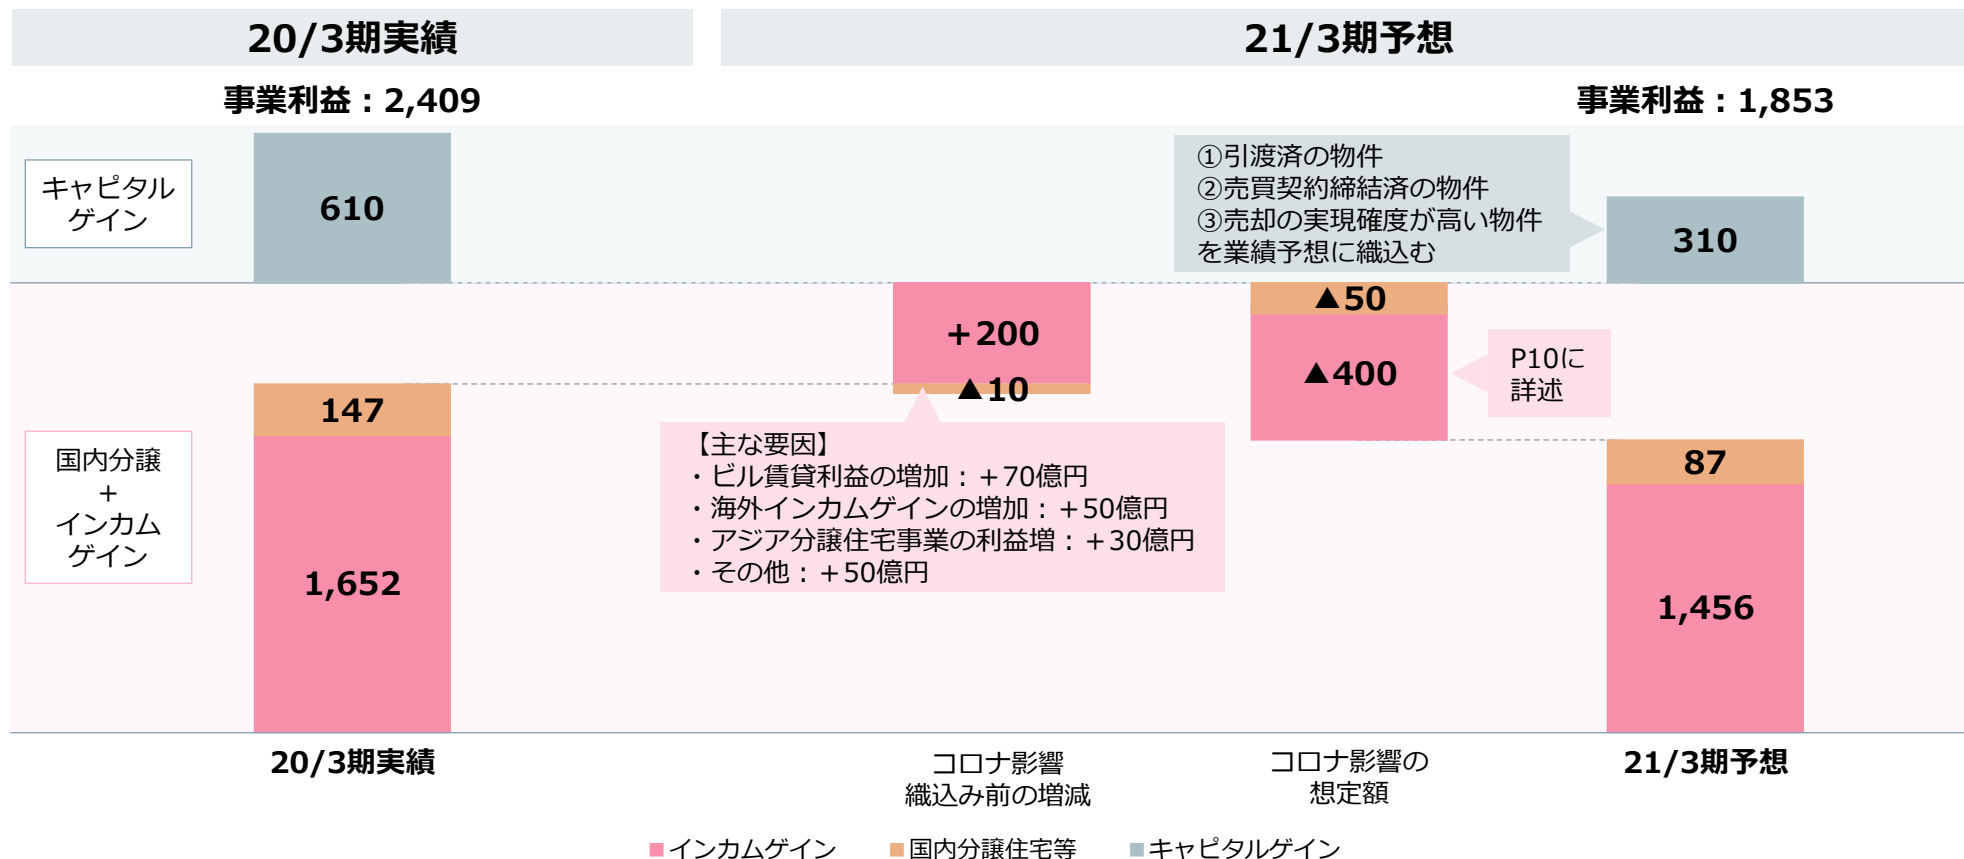 20/3期実績
21/3期予想
事業利益：2,409
事業利益：1,853
キャピタル
ゲイン
610
①引渡済の物件
②売買契約締結済の物件
③売却の実現確度が高い物件
を業績予想に織込む
310
＋200
▲10
▲50
▲400
P10に
詳述
国内分譲
+
インカム
ゲイン
147
1,652
【主な要因】
・ビル賃貸利益の増加：＋70億円
・海外インカムゲインの増加：＋50億円
・アジア分譲住宅事業の利益増：＋30億円
・その他：＋50億円
87
1,456
20/3期実績
コロナ影響
織込み前の増減
コロナ影響の
想定額
21/3期予想
インカムゲイン
国内分譲住宅等
キャピタルゲイン